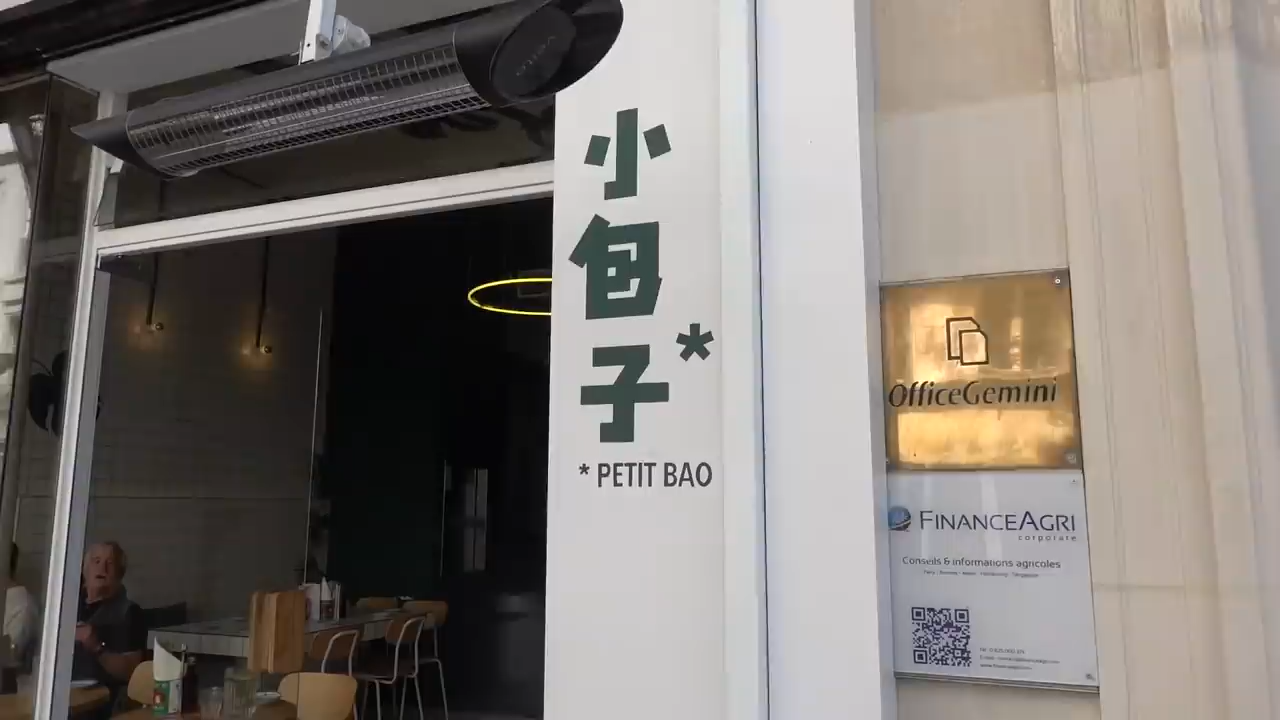 小包子*
* PETIT BAO
OfficeGemini
FINANCEAGRI
corporate
Conseils & informations agricoles